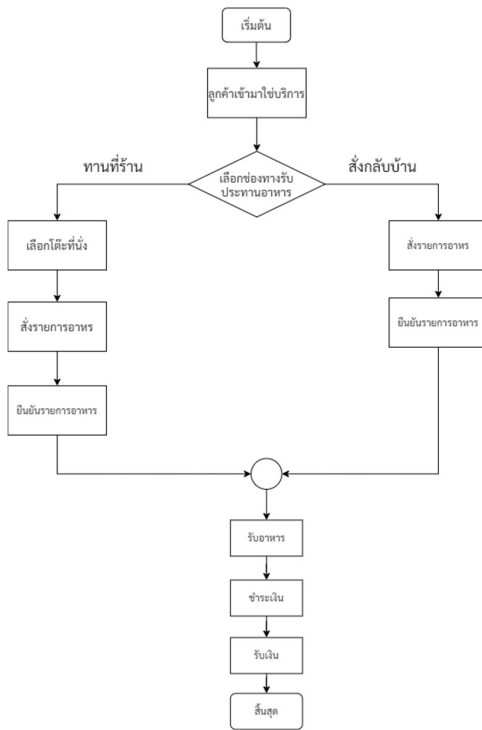 เริ่มต้น
ลูกค้าเข้ามาใช่บริการ
เลือกช่องทางรับ
ประทานอาหาร
ทานที่ร้าน
สั่งกลับบ้าน
เลือกโต๊ะที่นั่ง
สั่งรายการอาหร
ยืนยันรายการอาหาร
สั่งรายการอาหร
ยืนยันรายการอาหาร
รับอาหาร
ชำระเงิน
รับเงิน
สิ้นสุด